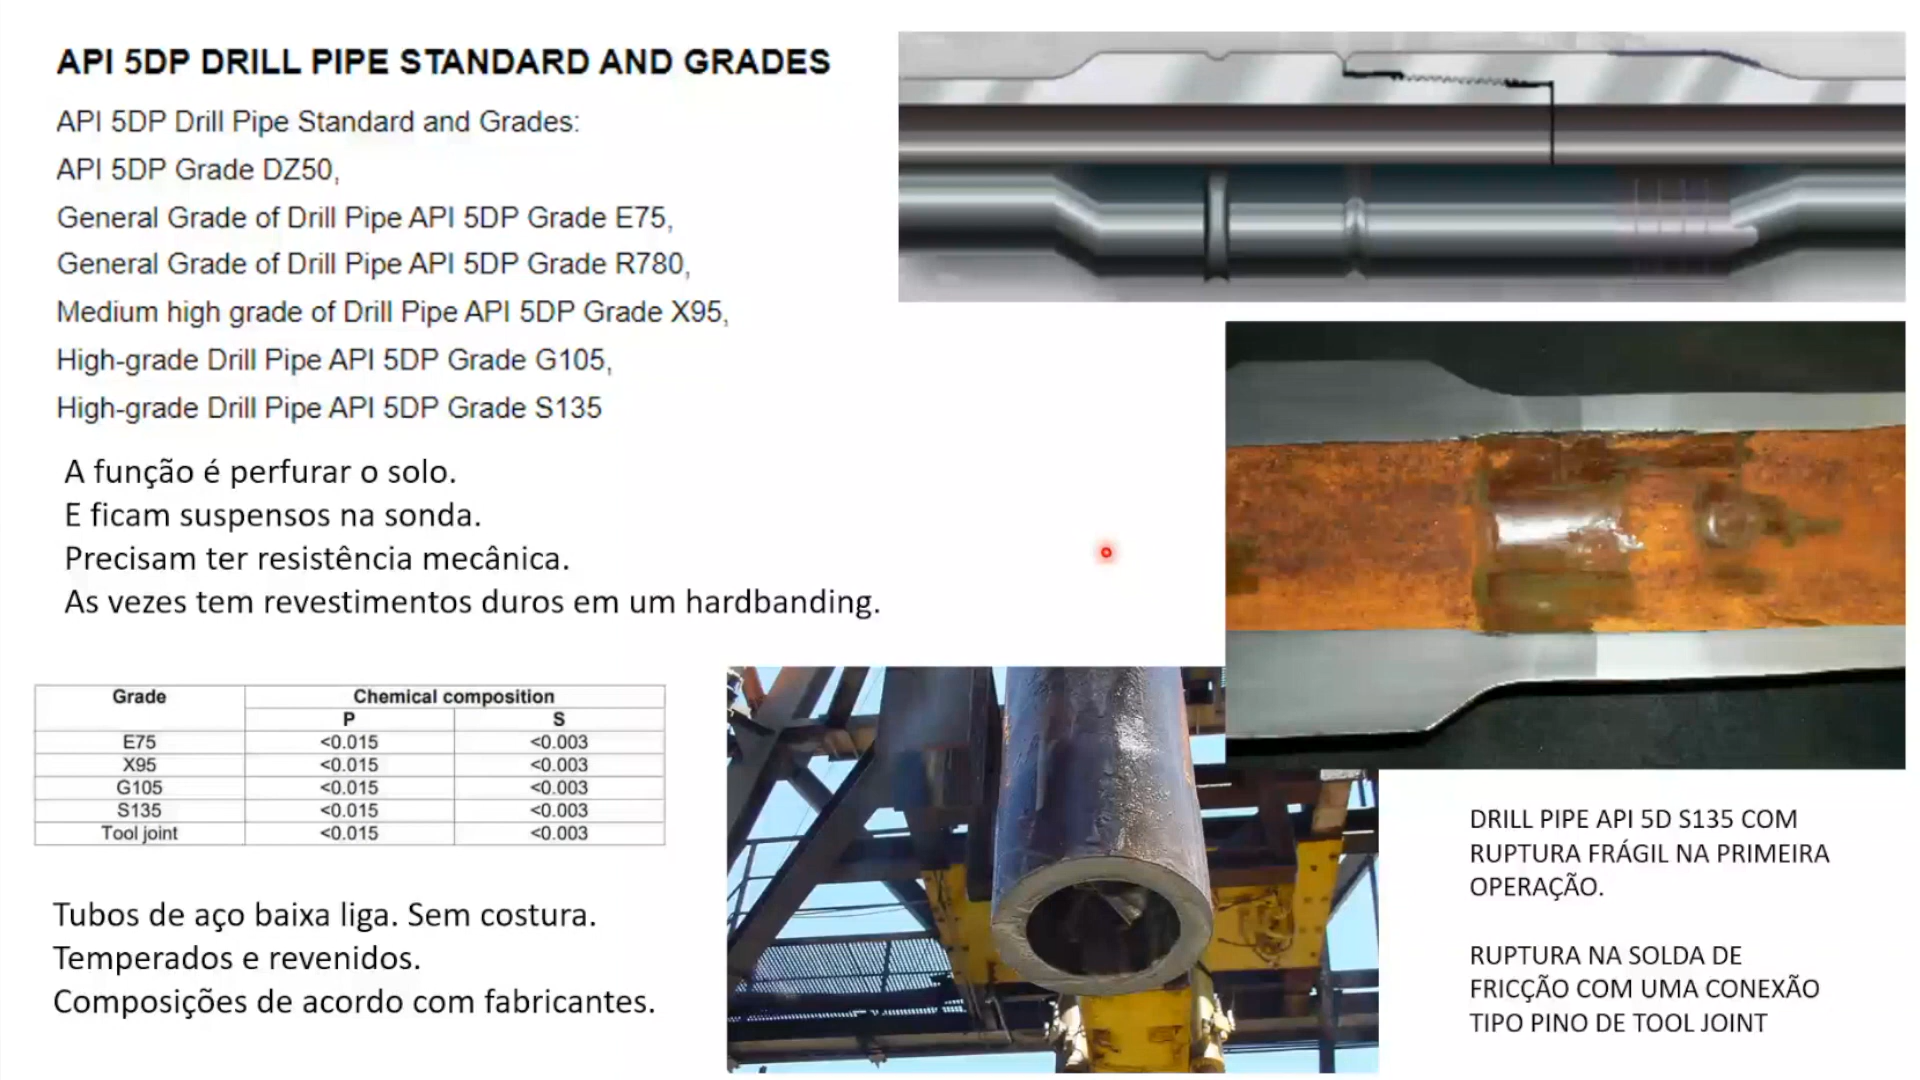 API 5DP DRILL PIPE STANDARD AND GRADES
API 5DP Drill Pipe Standard and Grades:
API 5DP Grade DZ50,
General Grade of Drill Pipe API 5DP Grade E75,
General Grade of Drill Pipe API 5DP Grade R780,
Medium high grade of Drill Pipe API 5DP Grade X95,
High-grade Drill Pipe API 5DP Grade G105,
High-grade Drill Pipe API 5DP Grade S135
A função é perfurar o solo.
E ficam suspensos na sonda.
Precisam ter resistência mecânica.
As vezes tem revestimentos duros em um hardbanding.
Grade Chemical composition
P S
E75 <0.015 <0.003
X95 <0.015 <0.003
G105 <0.015 <0.003
S135 <0.015 <0.003
Tool joint <0.015 <0.003
Tubos de aço baixa liga. Sem costura.
Temperados e revenidos.
Composições de acordo com fabricantes.
DRILL PIPE API 5D S135 COM
RUPTURA FRÁGIL NA PRIMEIRA
OPERAÇÃO.
RUPTURA NA SOLDA DE
FRICÇÃO COM UMA CONEXÃO
TIPO PINO DE TOOL JOINT